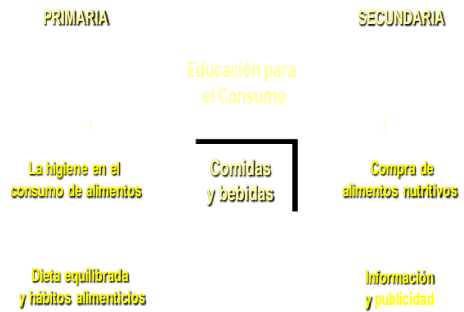 PRIMARIA
SECUNDARIA
Educación para
el Consumo
La higiene en el
consumo de alimentos
Comidas
y bebidas
Compra de
alimentos nutritivos
Dieta equilibrada
y hábitos alimenticios
Información
y publicidad